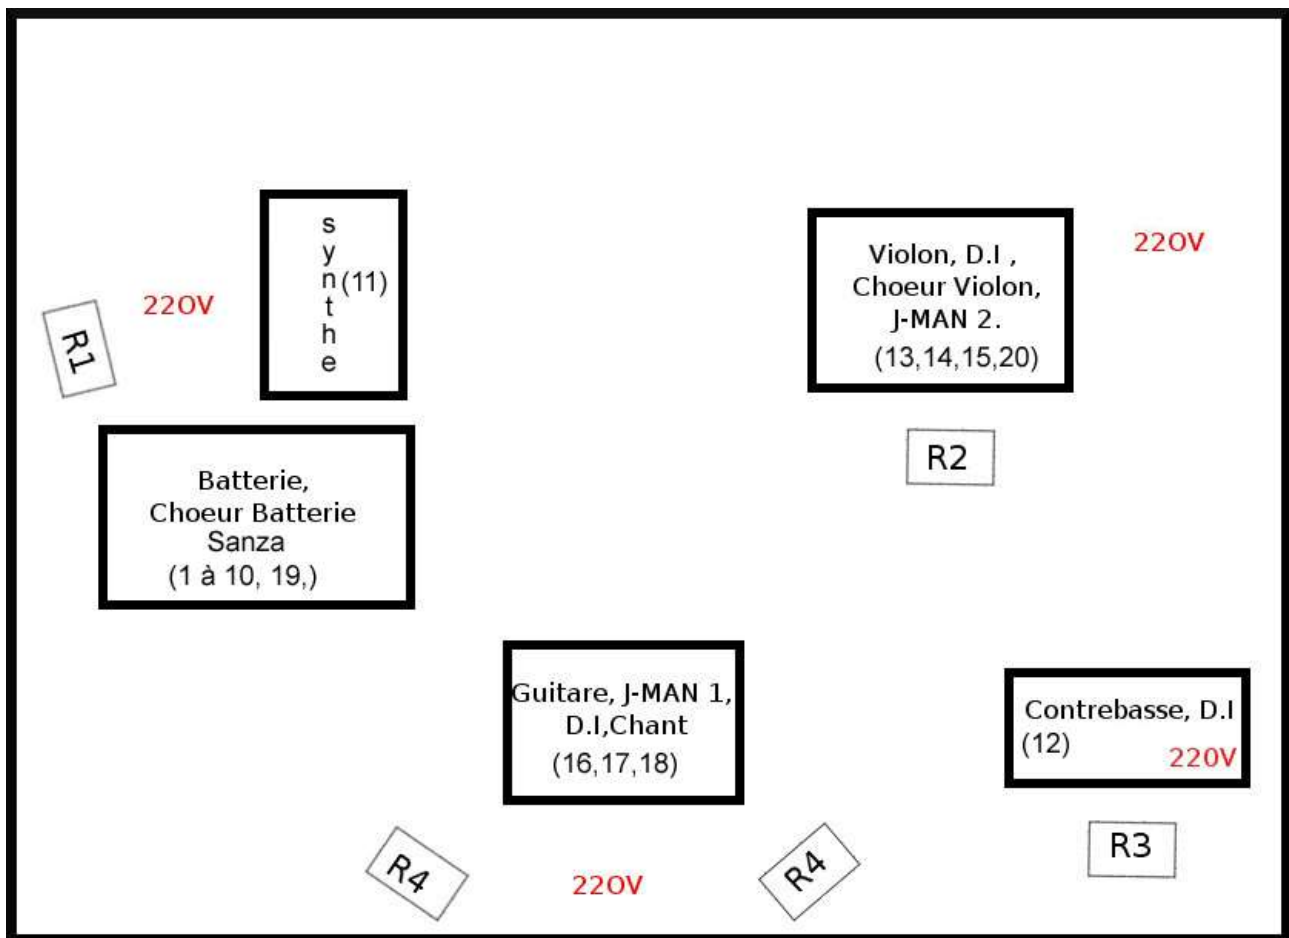 synthe
(11)
220V
R1
Violon, D.I ,
Choeur Violon,
J-MAN 2.
(13,14,15,20)
220V
R2
Batterie,
Choeur Batterie
Sanza
(1 à 10, 19,)
Guitare, J-MAN 1,
D.I,Chant
(16,17,18)
Contrebasse, D.I
(12)
220V
R4
220V
R4
R3